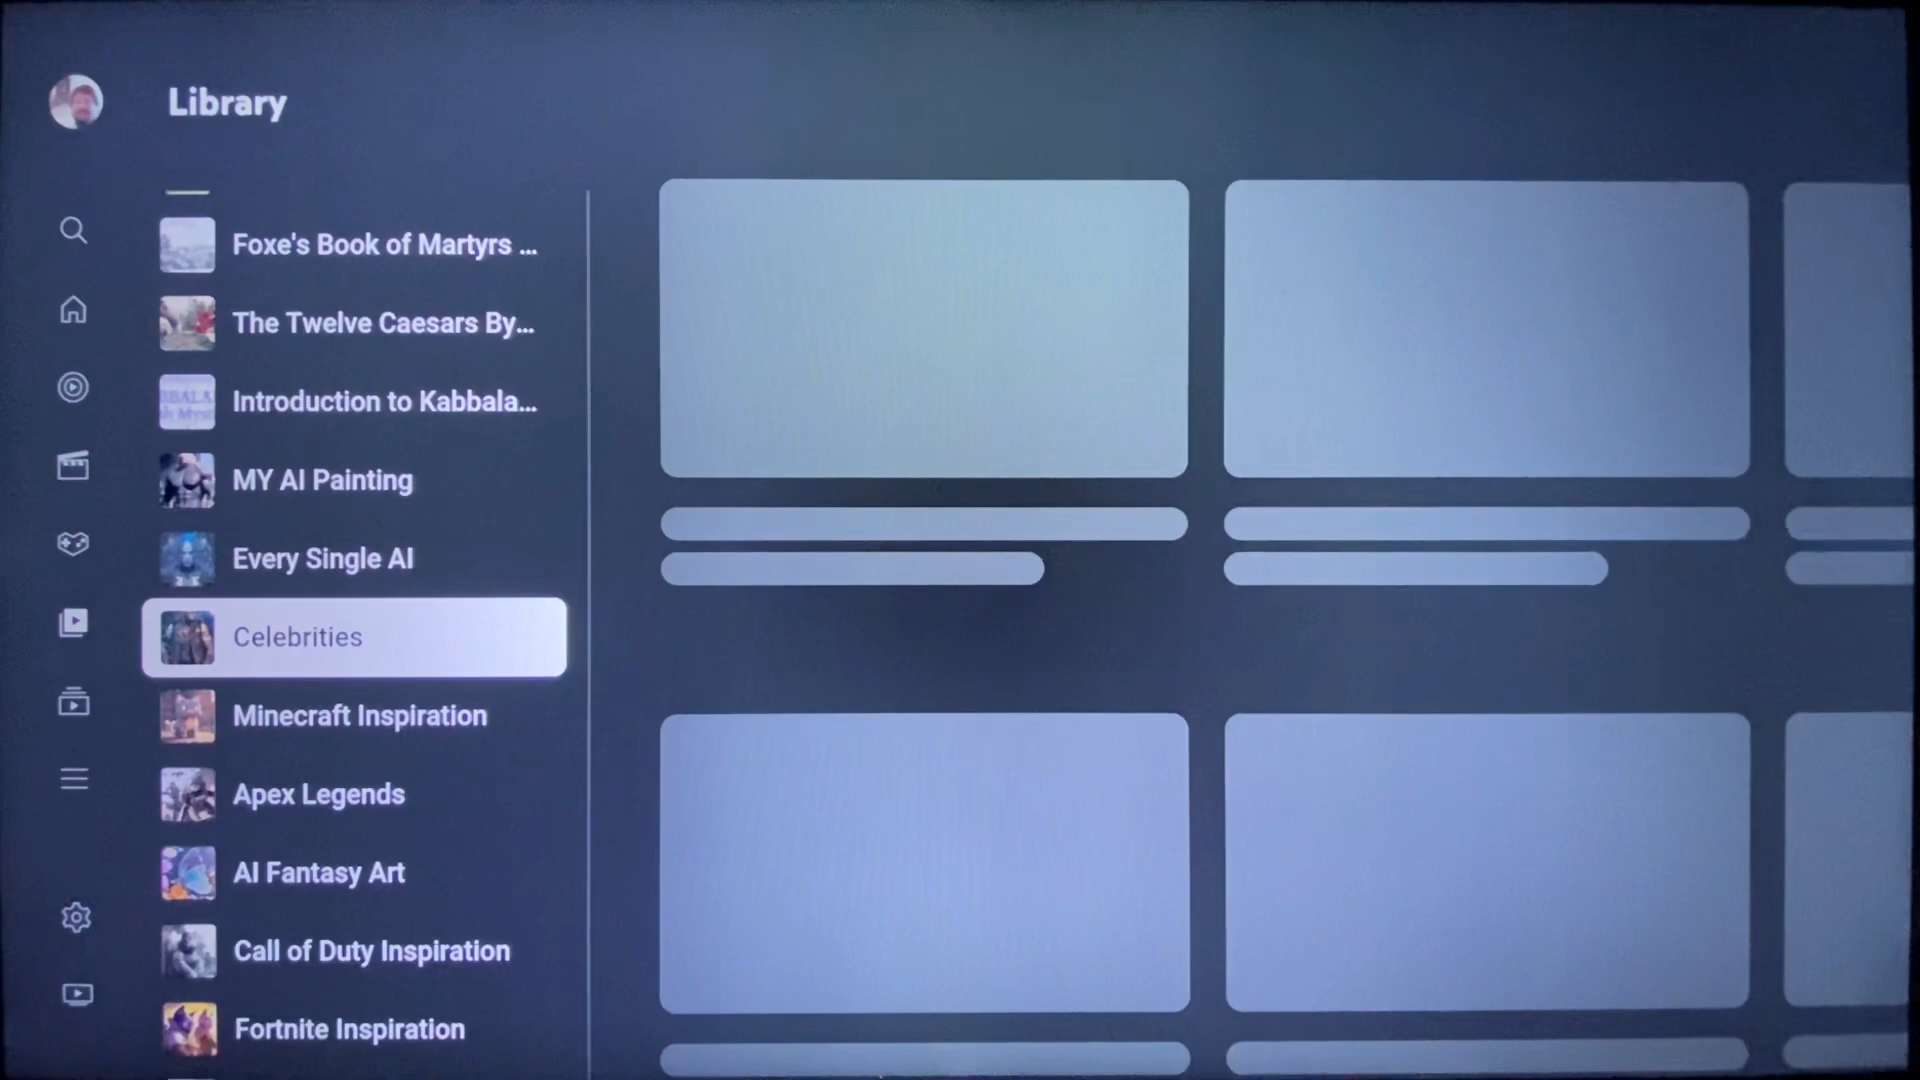 Library
Foxe's Book of Martyrs ...
The Twelve Caesars By...
Introduction to Kabbala...
MY AI Painting
Every Single AI
Celebrities
Minecraft Inspiration
Apex Legends
AI Fantasy Art
Call of Duty Inspiration
Fortnite Inspiration